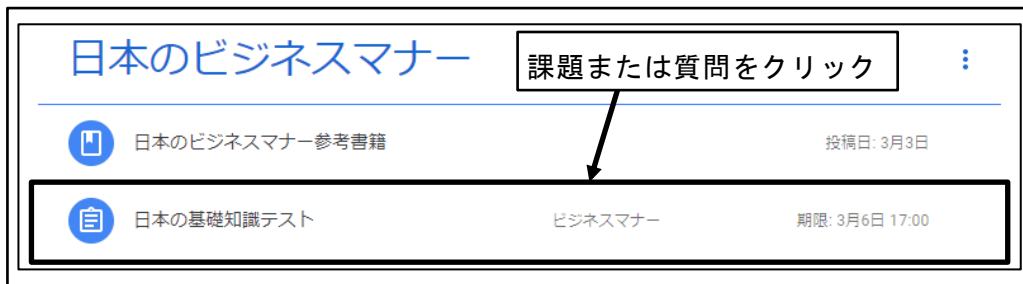 日本のビジネスマナー
課題または質問をクリック
日本のビジネスマナー参考書籍 投稿日: 3月3日
日本の基礎知識テスト ビジネスマナー 期限: 3月6日 17:00